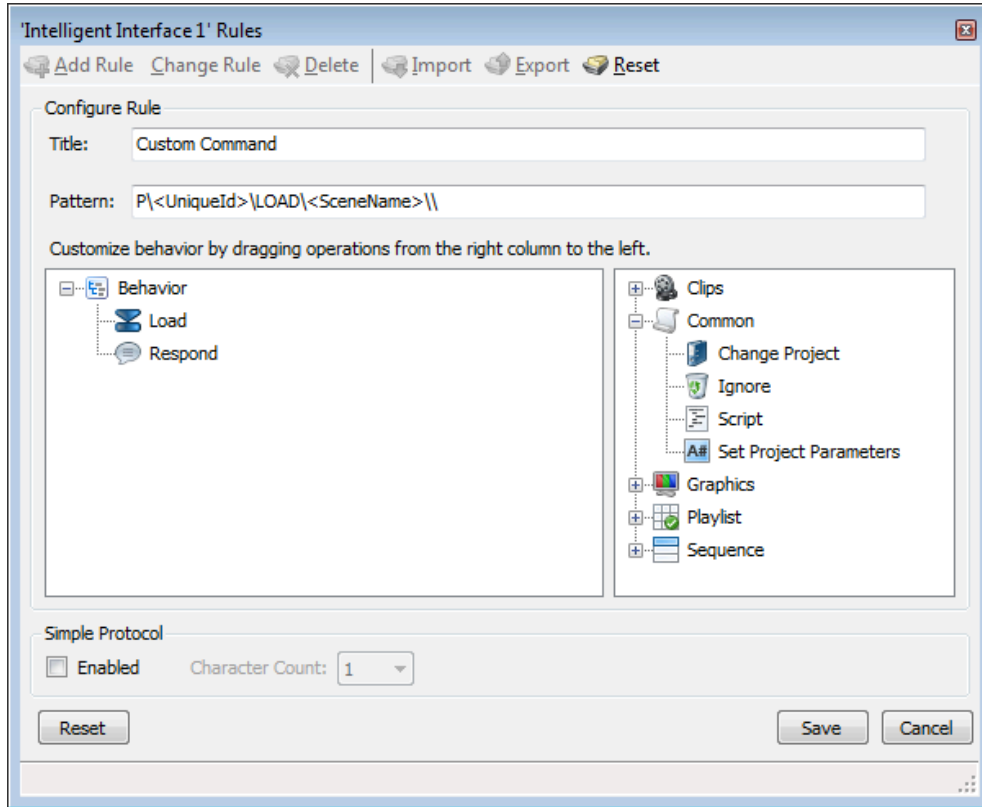 'Intelligent Interface 1' Rules
Add Rule Change Rule Delete Import Export Reset
Configure Rule
Title: Custom Command
Pattern: P\<UniqueId>\LOAD\<SceneName>\\
Customize behavior by dragging operations from the right column to the left.
Behavior
Load
Respond
Clips
Common
Change Project
Ignore
Script
A# Set Project Parameters
Graphics
Playlist
Sequence
Simple Protocol
Enabled Character Count: 1
Reset Save Cancel